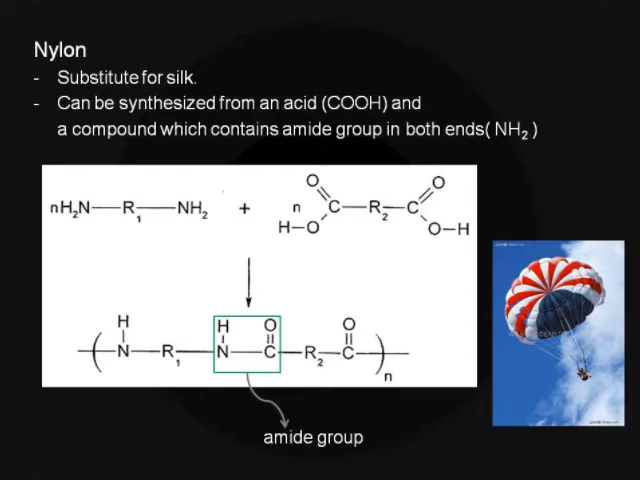 Nylon
- Substitute for silk.
- Can be synthesized from an acid (COOH) and
a compound which contains amide group in both ends( NH₂ )
nH₂N—R₁—NH₂ + n H—O C O —R₂— C O O—H
H H O O
( N—R₁—N—C—R₂—C )n
amide group